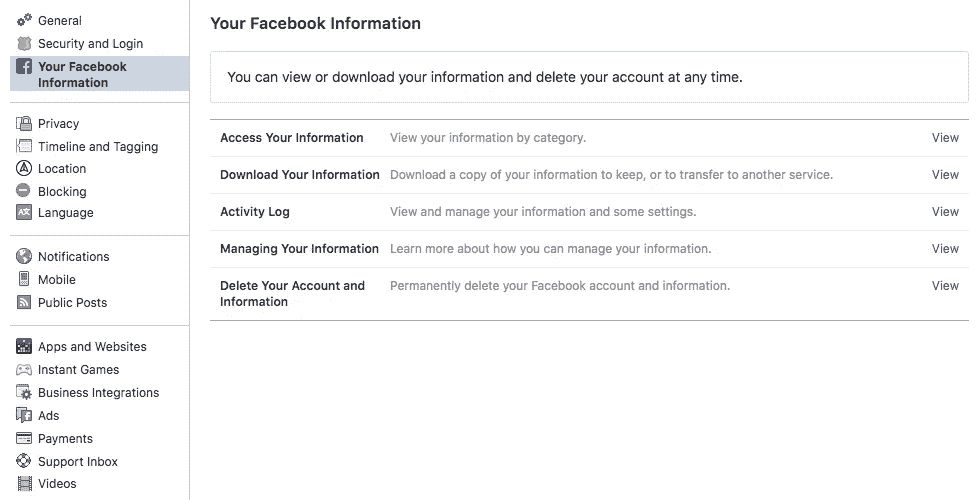 General
Security and Login
Your Facebook
Information
Privacy
Timeline and Tagging
Location
Blocking
Language
Notifications
Mobile
Public Posts
Apps and Websites
Instant Games
Business Integrations
Ads
Payments
Support Inbox
Videos
Your Facebook Information
You can view or download your information and delete your account at any time.
Access Your Information View your information by category. View
Download Your Information Download a copy of your information to keep, or to transfer to another service. View
Activity Log View and manage your information and some settings. View
Managing Your Information Learn more about how you can manage your information. View
Delete Your Account and Permanently delete your Facebook account and information. View
Information